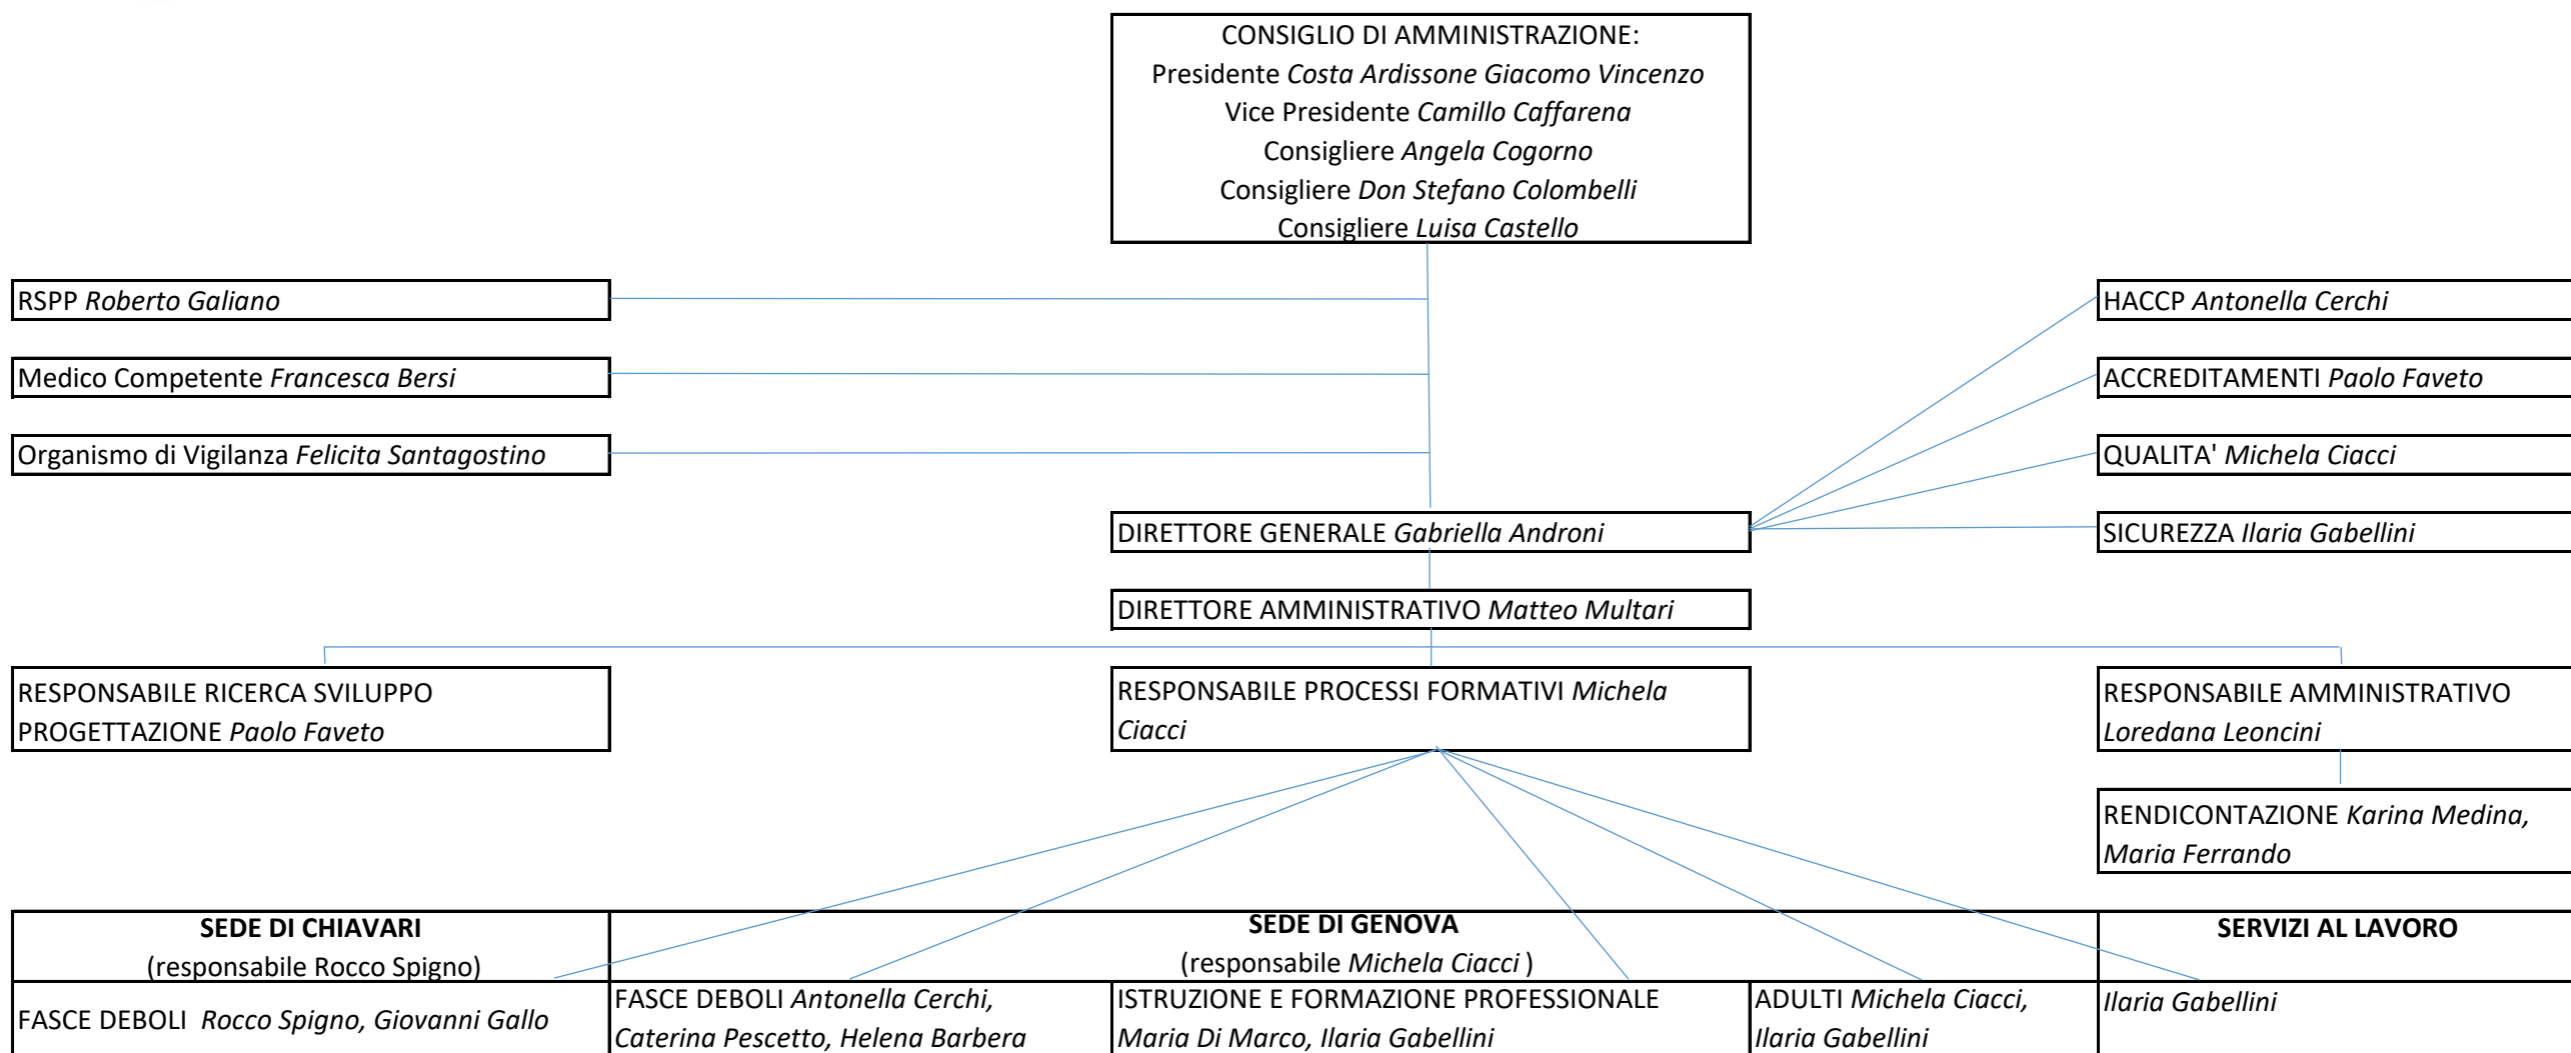 CONSIGLIO DI AMMINISTRAZIONE:
Presidente Costa Ardissone Giacomo Vincenzo
Vice Presidente Camillo Caffarena
Consigliere Angela Cogorno
Consigliere Don Stefano Colombelli
Consigliere Luisa Castello
RSPP Roberto Galiano
HACCP Antonella Cerchi
Medico Competente Francesca Bersi
ACCREDITAMENTI Paolo Faveto
Organismo di Vigilanza Felicita Santagostino
QUALITA' Michela Ciacci
DIRETTORE GENERALE Gabriella Androni
SICUREZZA Ilaria Gabellini
DIRETTORE AMMINISTRATIVO Matteo Multari
RESPONSABILE RICERCA SVILUPPO
PROGETTAZIONE Paolo Faveto
RESPONSABILE PROCESSI FORMATIVI Michela
Ciacci
RESPONSABILE AMMINISTRATIVO
Loredana Leoncini
RENDICONTAZIONE Karina Medina,
Maria Ferrando
SEDE DI CHIAVARI
(responsabile Rocco Spigno)
SEDE DI GENOVA
(responsabile Michela Ciacci )
SERVIZI AL LAVORO
FASCE DEBOLI Rocco Spigno, Giovanni Gallo
FASCE DEBOLI Antonella Cerchi,
Caterina Pescetto, Helena Barbera
ISTRUZIONE E FORMAZIONE PROFESSIONALE
Maria Di Marco, Ilaria Gabellini
ADULTI Michela Ciacci,
Ilaria Gabellini
Ilaria Gabellini